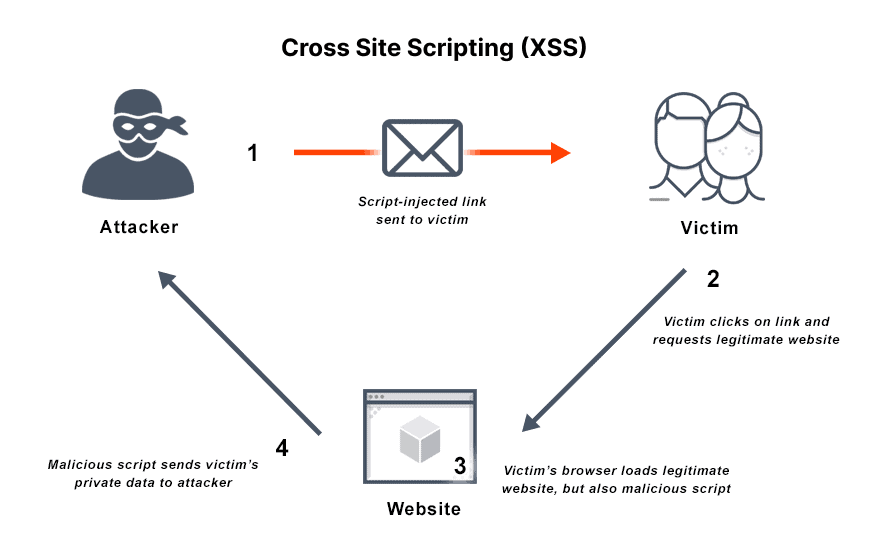 Cross Site Scripting (XSS)
1
Script-injected link
sent to victim
Attacker
Victim
2
Victim clicks on link and
requests legitimate website
3
Victim’s browser loads legitimate
website, but also malicious script
Website
4
Malicious script sends victim’s
private data to attacker